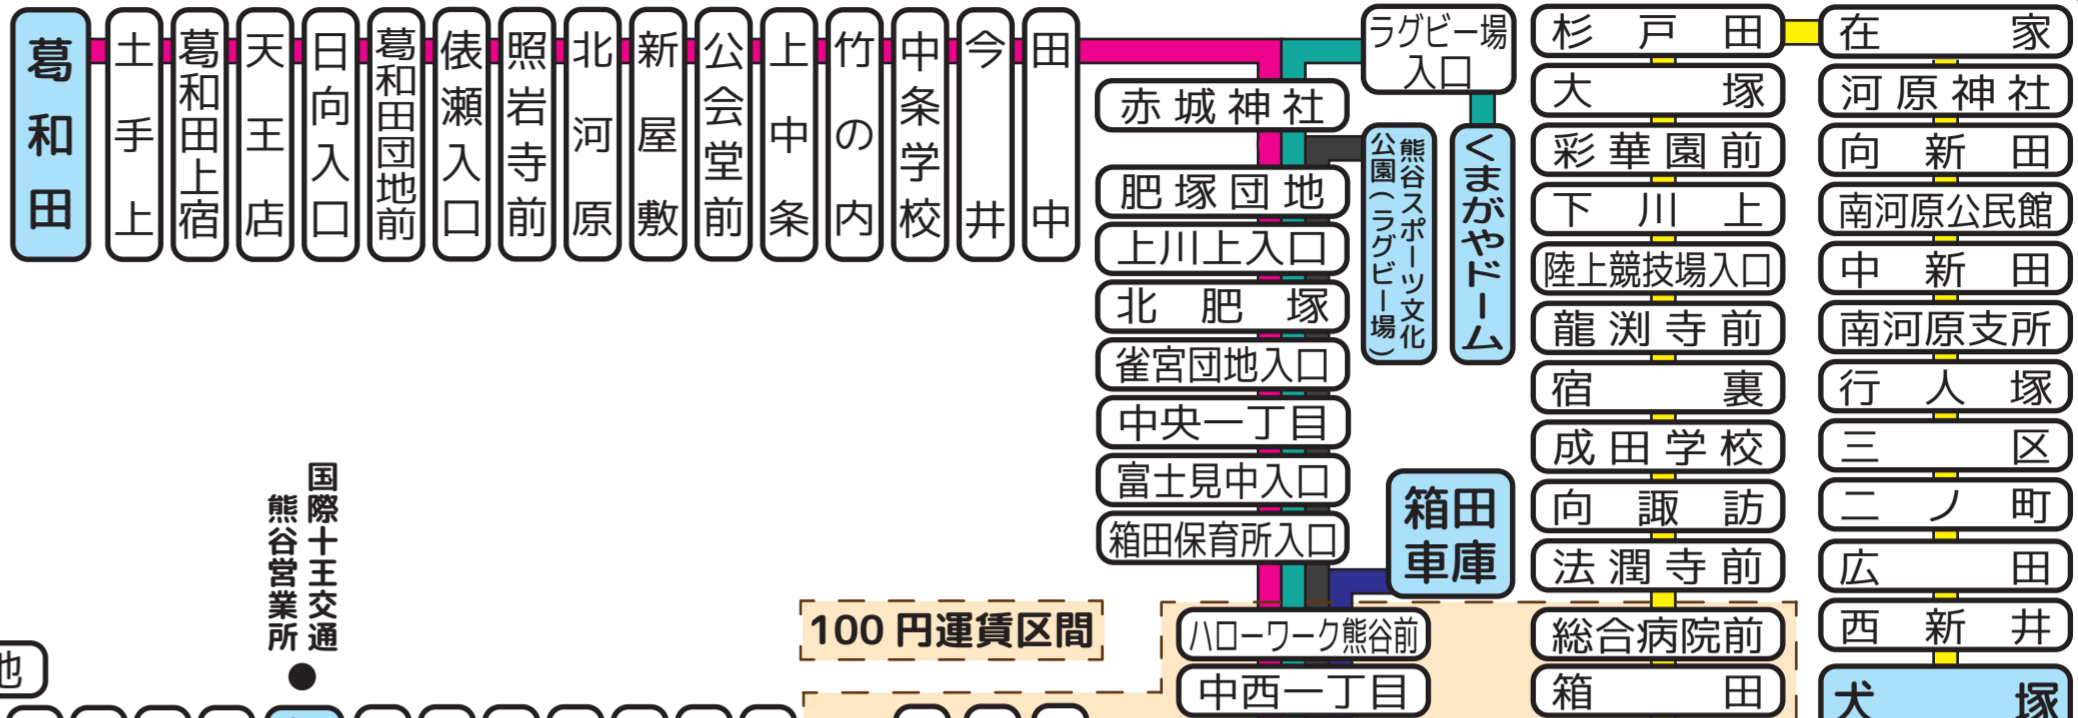 葛和田
土手上
葛和田上宿
天王店
日向入口
葛和田団地前
俵瀬入口
照岩寺前
北河原
新屋敷
公会堂前
上中条
竹の内
中条学校
今井
田中
ラグビー場
入口
赤城神社
熊谷スポーツ文化
公園(ラグビー場)
くまがやドーム
肥塚団地
上川上入口
北肥塚
雀宮団地入口
中央一丁目
富士見中入口
箱田保育所入口
箱田
車庫
ハローワーク熊谷前
中西一丁目
杉戸田
大塚
彩華園前
下川上
陸上競技場入口
龍渕寺前
宿裏
成田学校
向諏訪
法潤寺前
総合病院前
箱田
在家
河原神社
向新田
南河原公民館
中新田
南河原支所
行人塚
三区
二ノ町
広田
西新井
犬塚
国際十王交通
熊谷営業所
100円運賃区間